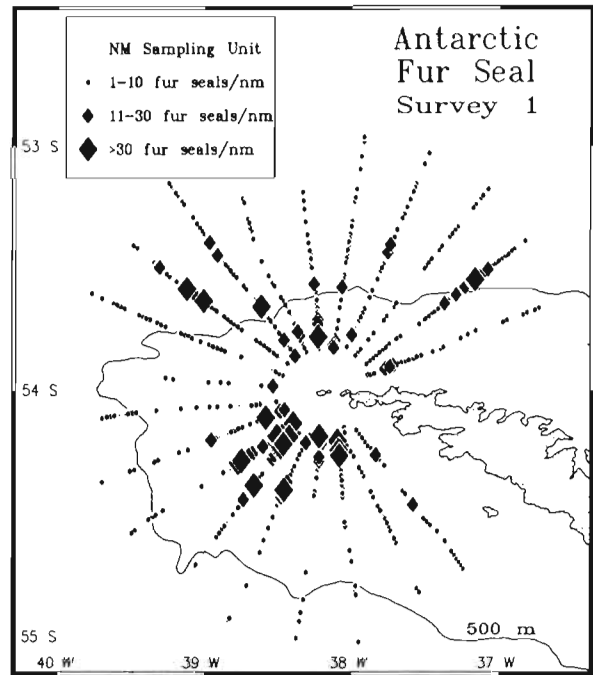 Antarctic
Fur Seal
Survey 1
NM Sampling Unit
1-10 fur seals/nm
11-30 fur seals/nm
>30 fur seals/nm
53 S
54 S
55 S
500 m
40 W
39 W
38 W
37 W